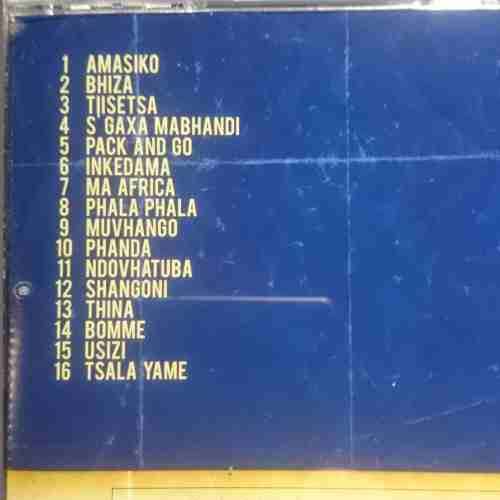 1 AMASIKO
2 BHIZA
3 TIISETSA
4 S'GAXA MABHANDI
5 PACK AND GO
6 INKEDAMA
7 MA AFRICA
8 PHALA PHALA
9 MUVHANGO
10 PHANDA
11 NDOVHATUBA
12 SHANGONI
13 THINA
14 BOMME
15 USIZI
16 TSALA YAME